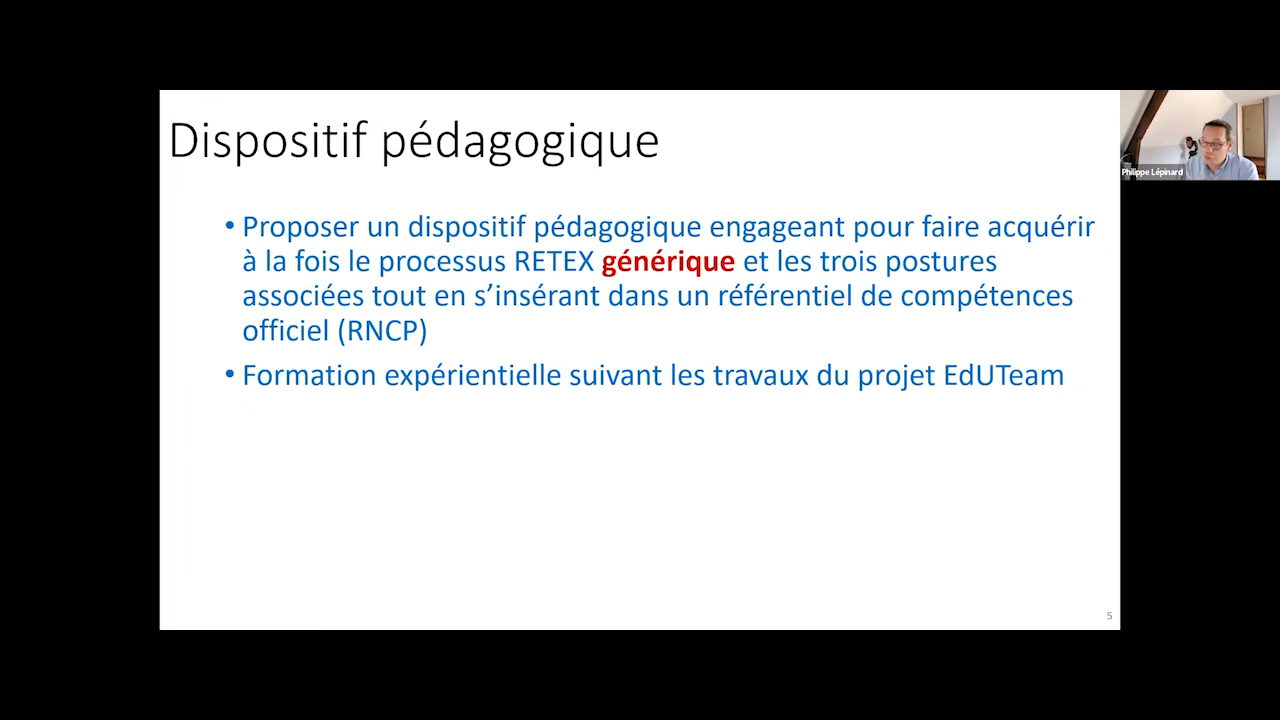 Dispositif pédagogique
Philippe Lépinard
• Proposer un dispositif pédagogique engageant pour faire acquérir
à la fois le processus RETEX générique et les trois postures
associées tout en s’insérant dans un référentiel de compétences
officiel (RNCP)
• Formation expérientielle suivant les travaux du projet EdUTeam
5